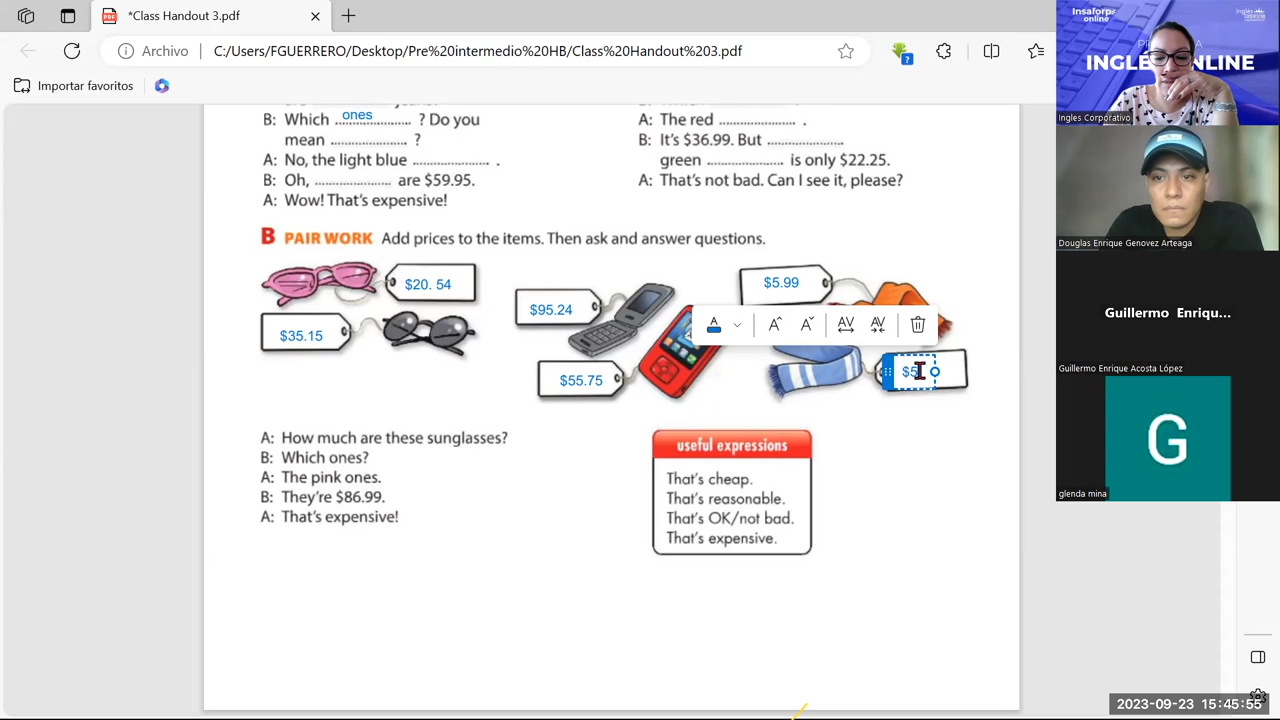 *Class Handout 3.pdf
Archivo
C:/Users/FGUERRERO/Desktop/Pre%20intermedio%20HB/Class%20Handout%203.pdf
Importar favoritos
B: Which ones ? Do you
mean .................... ?
A: No, the light blue .................... .
B: Oh, .................... are $59.95.
A: Wow! That's expensive!
A: The red .................... .
B: It's $36.99. But ....................
green .................... is only $22.25.
A: That's not bad. Can I see it, please?
B PAIR WORK Add prices to the items. Then ask and answer questions.
$20. 54
$35.15
$95.24
$55.75
$5.99
$5
A: How much are these sunglasses?
B: Which ones?
A: The pink ones.
B: They're $86.99.
A: That's expensive!
useful expressions
That's cheap.
That's reasonable.
That's OK/not bad.
That's expensive.
Insaforp
online
INGLÉS ONLINE
Ingles Corporativo
Douglas Enrique Genovez Arteaga
Guillermo Enriqu...
Guillermo Enrique Acosta López
G
glenda mina
2023-09-23 15:45:55